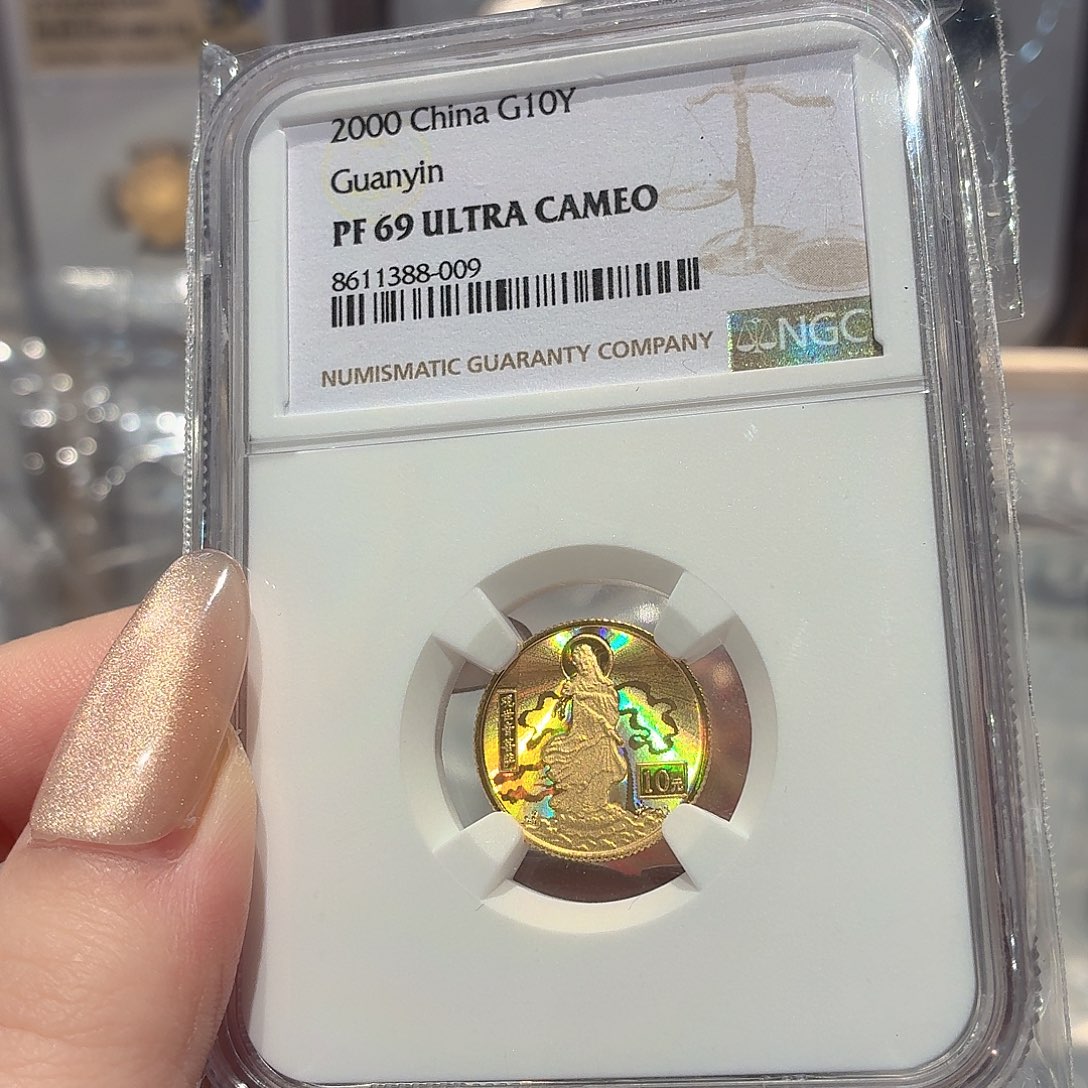 2000 China G10Y
Guanyin
PF 69 ULTRA CAMEO
8611388-009
NUMISMATIC GUARANTY COMPANY
NGC
10元